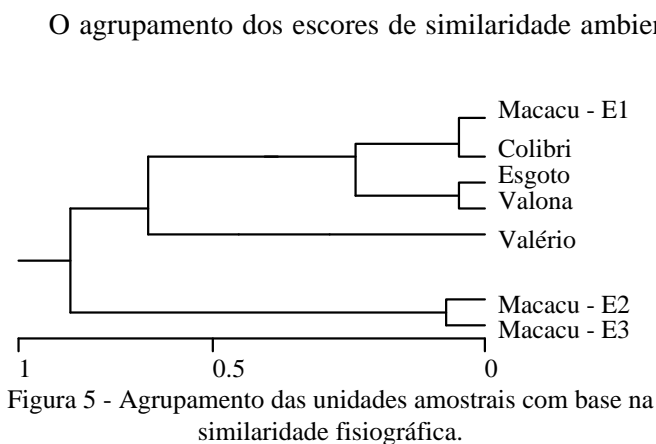 O agrupamento dos escores de similaridade ambien
Macacu - E1
Colibri
Esgoto
Valona
Valério
Macacu - E2
Macacu - E3
1 0.5 0
Figura 5 - Agrupamento das unidades amostrais com base na
similaridade fisiográfica.